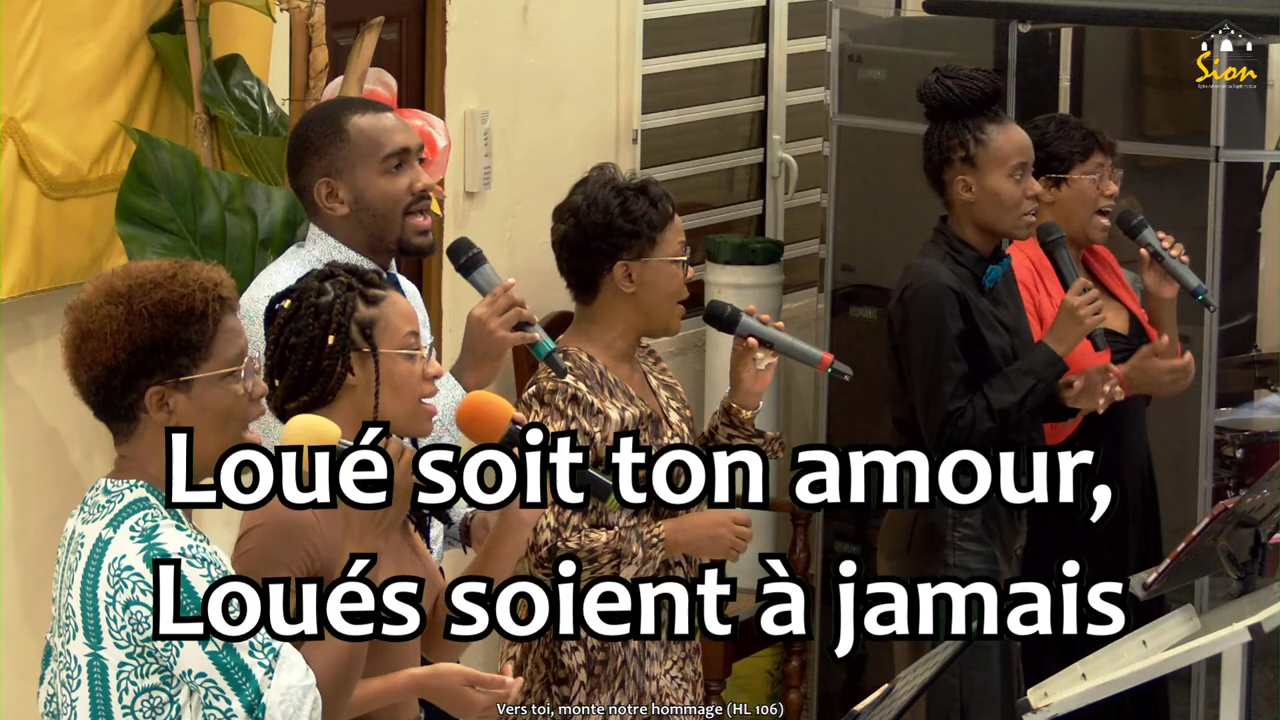 Sion
Loué soit ton amour,
Loués soient à jamais
Vers toi, monte notre hommage (HL 106)